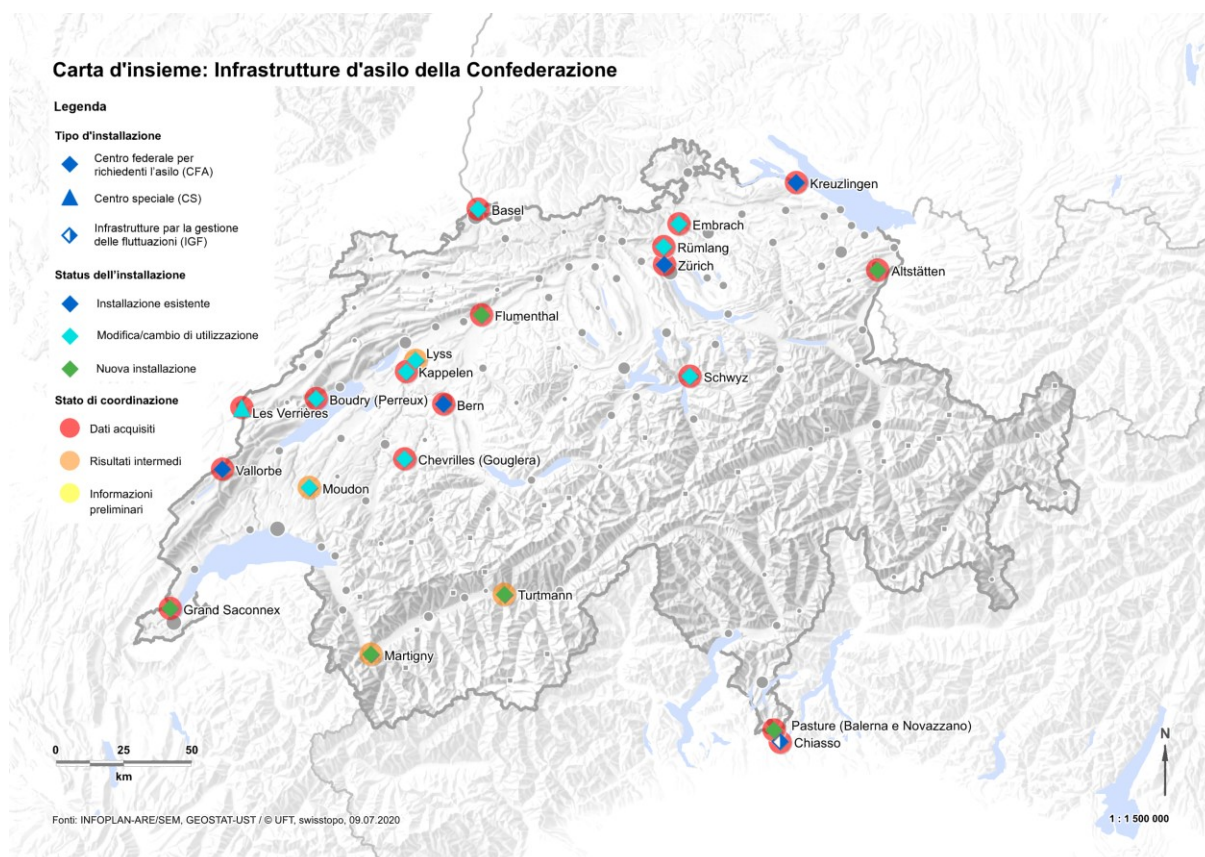 Carta d'insieme: Infrastrutture d'asilo della Confederazione
Legenda
Tipo d'installazione
Centro federale per
richiedenti l'asilo (CFA)
Centro speciale (CS)
Infrastrutture par la gestione
delle fluttuazioni (IGF)
Status dell'installazione
Installazione esistente
Modifica/cambio di utilizzazione
Nuova installazione
Stato di coordinazione
Dati acquisiti
Risultati intermedi
Informazioni
preliminari
Kreuzlingen
Basel
Embrach
Rümlang
Zürich
Altstätten
Flumenthal
Lyss
Kappelen
Schwyz
Boudry (Perreux)
Bern
Les Verrières
Chevrilles (Gouglera)
Vallorbe
Moudon
Turtmann
Grand Saconnex
Martigny
Pasture (Balerna e Novazzano)
Chiasso
0 25 50
km
N
Fonti: INFOPLAN-ARE/SEM, GEOSTAT-UST / © UFT, swisstopo, 09.07.2020
1 : 1 500 000